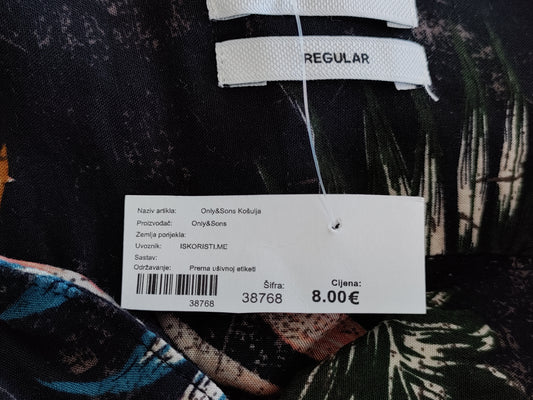 REGULAR
Naziv artikla: Only&Sons Košulja
Proizvođač: Only&Sons
Zemlja porijekla:
Uvoznik: ISKORISTI.ME
Sastav:
Održavanje: Prema ušivnoj etiketi
38768
Šifra:
38768
Cijena:
8.00€